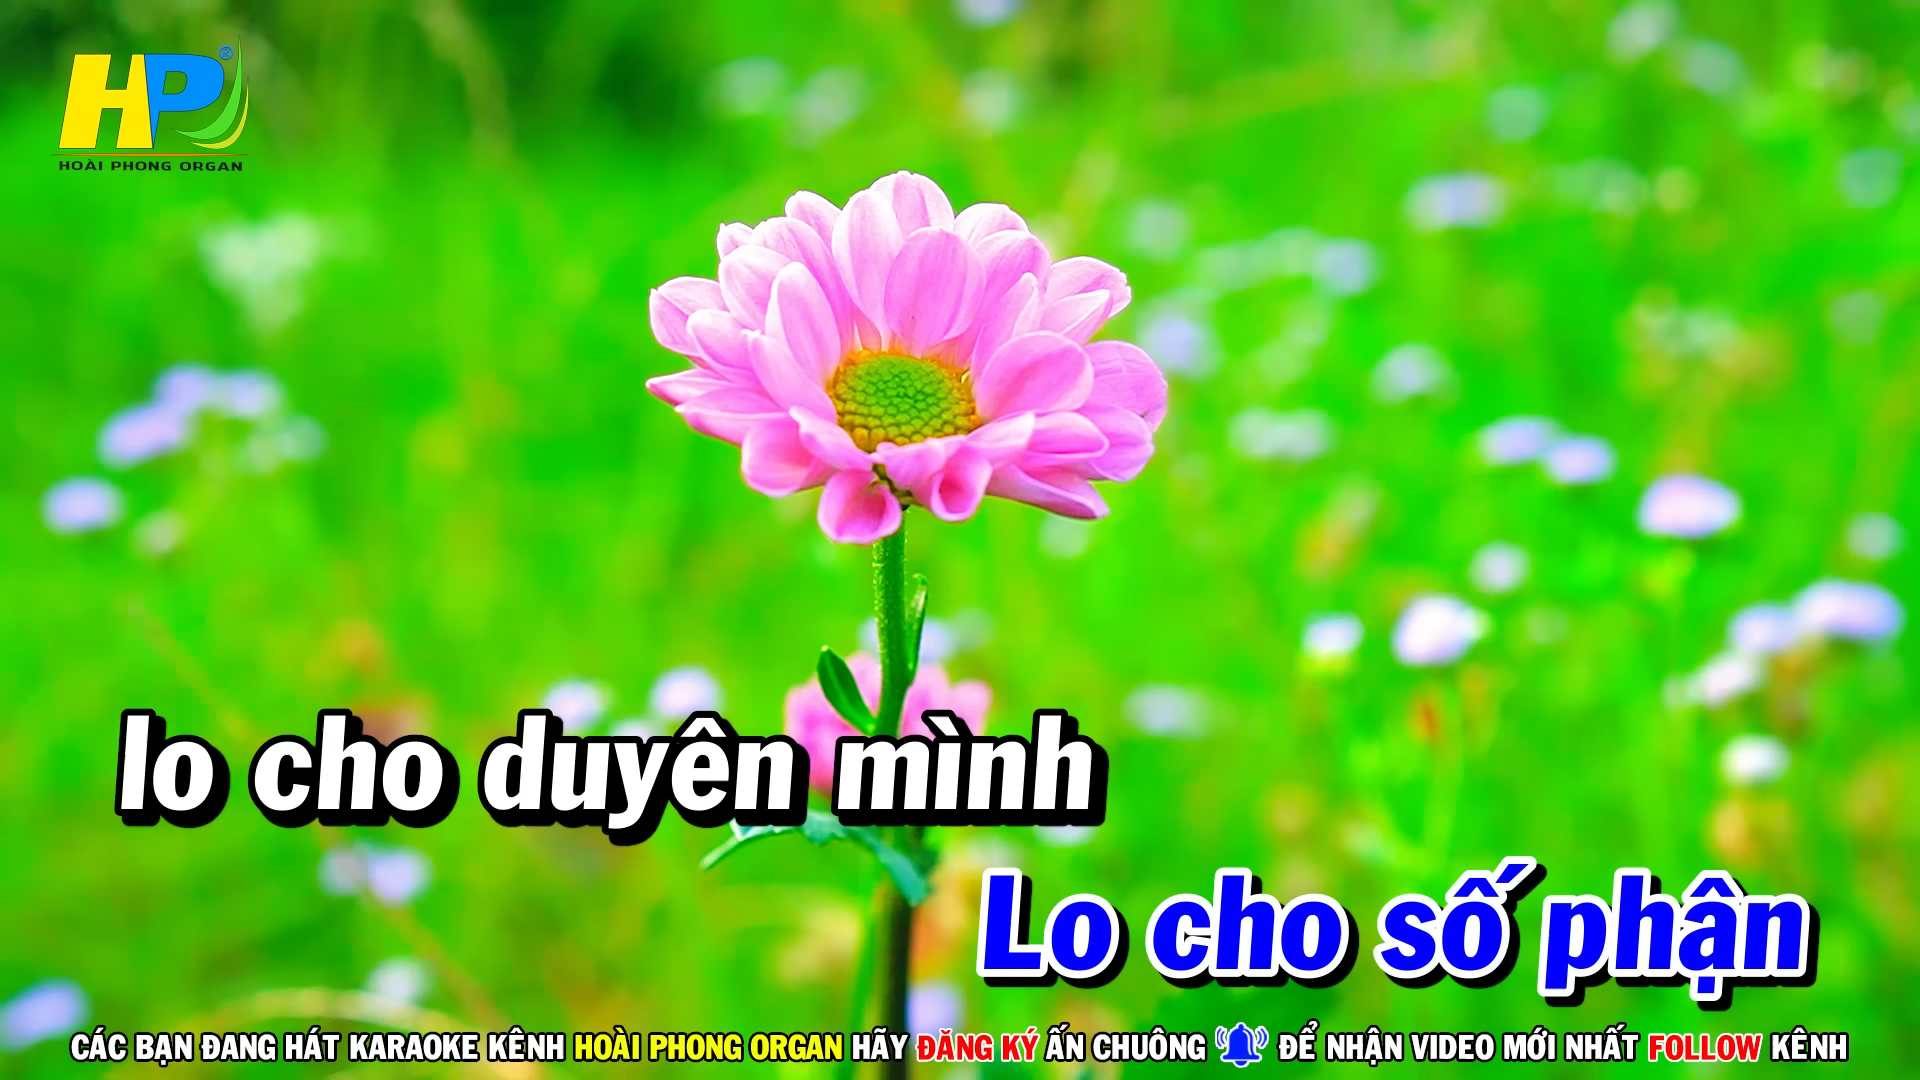 HP®
HOÀI PHONG ORGAN
lo cho duyên mình
Lo cho số phận
CÁC BẠN ĐANG HÁT KARAOKE KÊNH HOÀI PHONG ORGAN HÃY ĐĂNG KÝ ẤN CHUÔNG ĐỂ NHẬN VIDEO MỚI NHẤT FOLLOW KÊNH